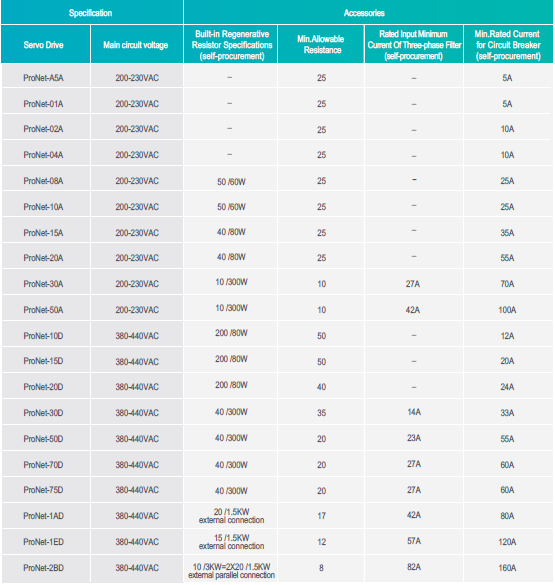 Specification Accessories
Servo Drive Main circuit voltage Built-in Regenerative Resistor Specifications (self-procurement) Min.Allowable Resistance Rated Input Minimum Current Of Three-phase Filter (self-procurement) Min.Rated Current for Circuit Breaker (self-procurement)
ProNet-A5A 200-230VAC – 25 – 5A
ProNet-01A 200-230VAC – 25 – 5A
ProNet-02A 200-230VAC – 25 – 10A
ProNet-04A 200-230VAC – 25 – 10A
ProNet-08A 200-230VAC 50 /60W 25 – 25A
ProNet-10A 200-230VAC 50 /60W 25 – 25A
ProNet-15A 200-230VAC 40 /80W 25 – 35A
ProNet-20A 200-230VAC 40 /80W 25 – 55A
ProNet-30A 200-230VAC 10 /300W 10 27A 70A
ProNet-50A 200-230VAC 10 /300W 10 42A 100A
ProNet-10D 380-440VAC 200 /80W 50 – 12A
ProNet-15D 380-440VAC 200 /80W 50 – 20A
ProNet-20D 380-440VAC 200 /80W 40 – 24A
ProNet-30D 380-440VAC 40 /300W 35 14A 33A
ProNet-50D 380-440VAC 40 /300W 20 23A 55A
ProNet-70D 380-440VAC 40 /300W 20 27A 60A
ProNet-75D 380-440VAC 40 /300W 20 27A 60A
ProNet-1AD 380-440VAC 20 /1.5KW external connection 17 42A 80A
ProNet-1ED 380-440VAC 15 /1.5KW external connection 12 57A 120A
ProNet-2BD 380-440VAC 10 /3KW=2X20 /1.5KW external parallel connection 8 82A 160A